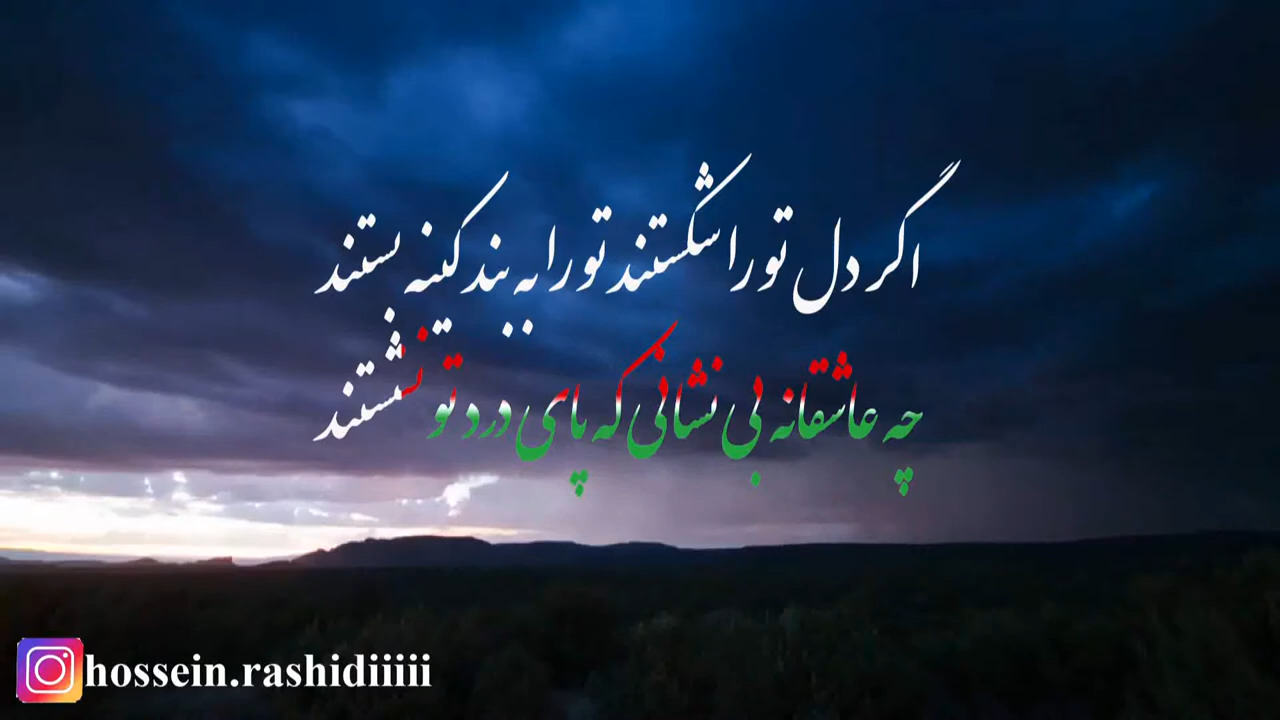 اگر دل تو را شکستند تو را به بند کینه بستند
چه عاشقانه بی نشانی که پای درد تو نشستند
hossein.rashidiiiii